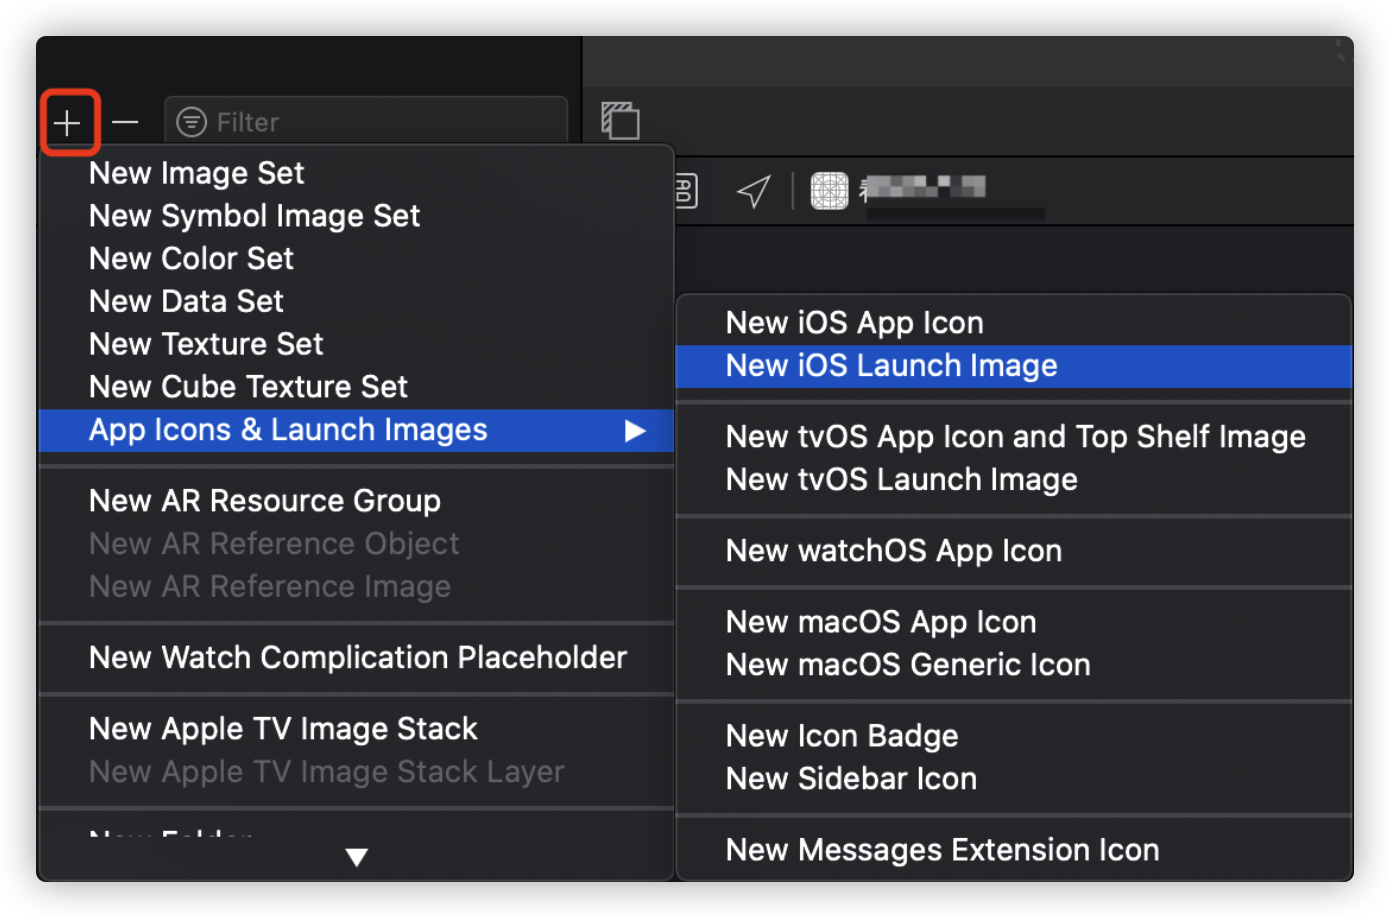 Filter
New Image Set
New Symbol Image Set
New Color Set
New Data Set
New Texture Set
New Cube Texture Set
App Icons & Launch Images
New AR Resource Group
New AR Reference Object
New AR Reference Image
New Watch Complication Placeholder
New Apple TV Image Stack
New Apple TV Image Stack Layer
New Folder
New iOS App Icon
New iOS Launch Image
New tvOS App Icon and Top Shelf Image
New tvOS Launch Image
New watchOS App Icon
New macOS App Icon
New macOS Generic Icon
New Icon Badge
New Sidebar Icon
New Messages Extension Icon